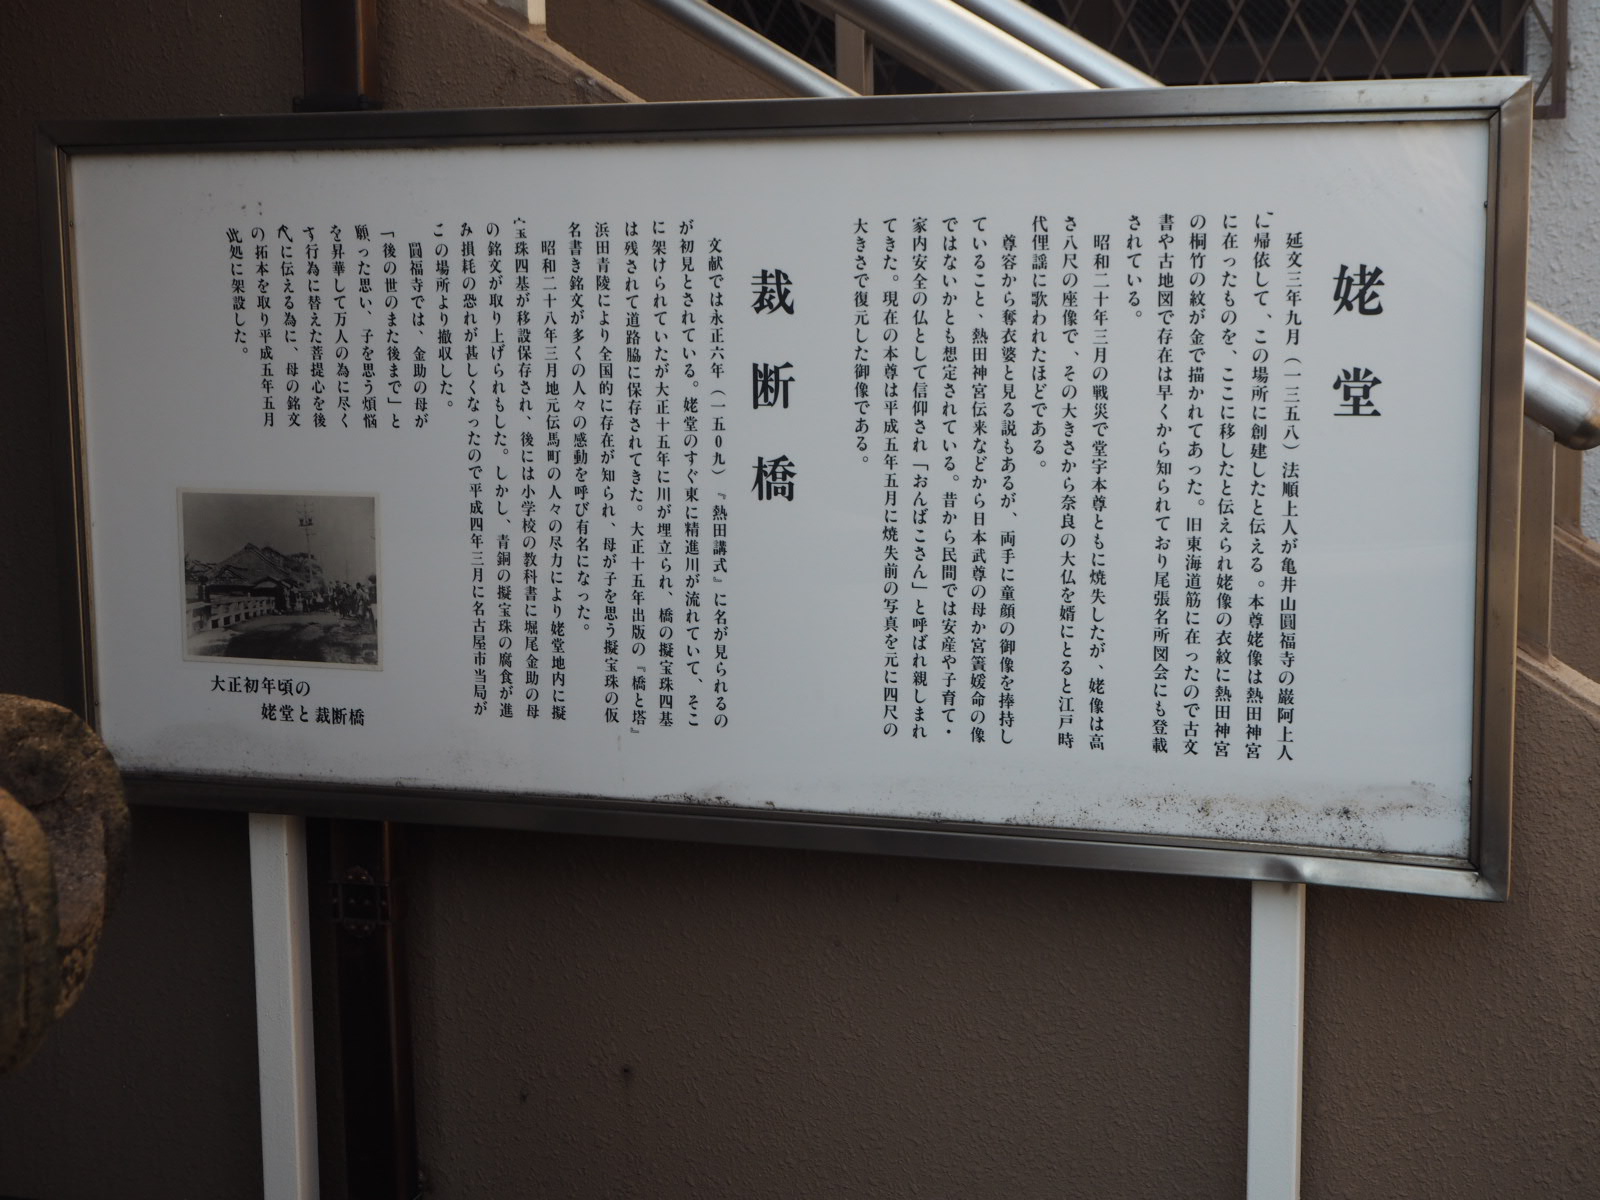 姥堂
延文三年九月（一三五八）法順上人が亀井山圓福寺の巖阿上人
に帰依して、この場所に創建したと伝える。本尊姥像は熱田神宮
に在ったものを、ここに移したと伝えられ姥像の衣紋に熱田神宮
の桐竹の紋が金で描かれてあった。旧東海道筋に在ったので古文
書や古地図で存在は早くから知られており尾張名所図会にも登載
されている。
昭和二十年三月の戦災で堂宇本尊ともに焼失したが、姥像は高
さ八尺の座像で、その大きさから奈良の大仏を婿にとると江戸時
代俚謡に歌われたほどである。
尊容から奪衣婆と見る説もあるが、両手に童顔の御像を捧持し
ていること、熱田神宮伝来などから日本武尊の母か宮簀媛命の像
ではないかとも想定されている。昔から民間では安産や子育て・
家内安全の仏として信仰され「おんばこさん」と呼ばれ親しまれ
てきた。現在の本尊は平成五年五月に焼失前の写真を元に四尺の
大きさで復元した御像である。
裁断橋
文献では永正六年（一五０九）『熱田講式』に名が見られるの
が初見とされている。姥堂のすぐ東に精進川が流れていて、そこ
に架けられていたが大正十五年に川が埋立られ、橋の擬宝珠四基
は残されて道路脇に保存されてきた。大正十五年出版の『橋と塔』
浜田青陵により全国的に存在が知られ、母が子を思う擬宝珠の仮
名書き銘文が多くの人々の感動を呼び有名になった。
昭和二十八年三月地元伝馬町の人々の尽力により姥堂地内に擬
宝珠四基が移設保存され、後には小学校の教科書に堀尾金助の母
の銘文が取り上げられもした。しかし、青銅の擬宝珠の腐食が進
み損耗の恐れが甚しくなったので平成四年三月に名古屋市当局が
この場所より撤収した。
圓福寺では、金助の母が
「後の世のまた後まで」と
願った思い、子を思う煩悩
を昇華して万人の為に尽く
す行為に替えた菩提心を後
代に伝える為に、母の銘文
の拓本を取り平成五年五月
此処に架設した。
大正初年頃の
姥堂と裁断橋